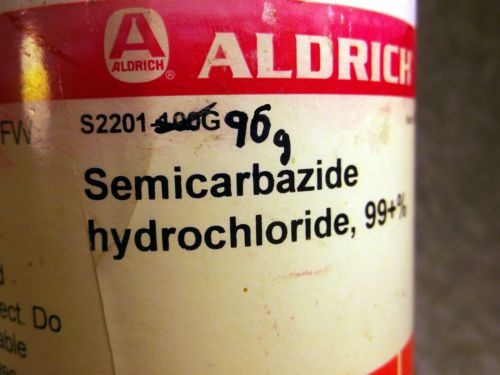 ALDRICH®
ALDRICH
FW
S2201-100G 96g
Semicarbazide
hydrochloride, 99+%
ect. Do
able